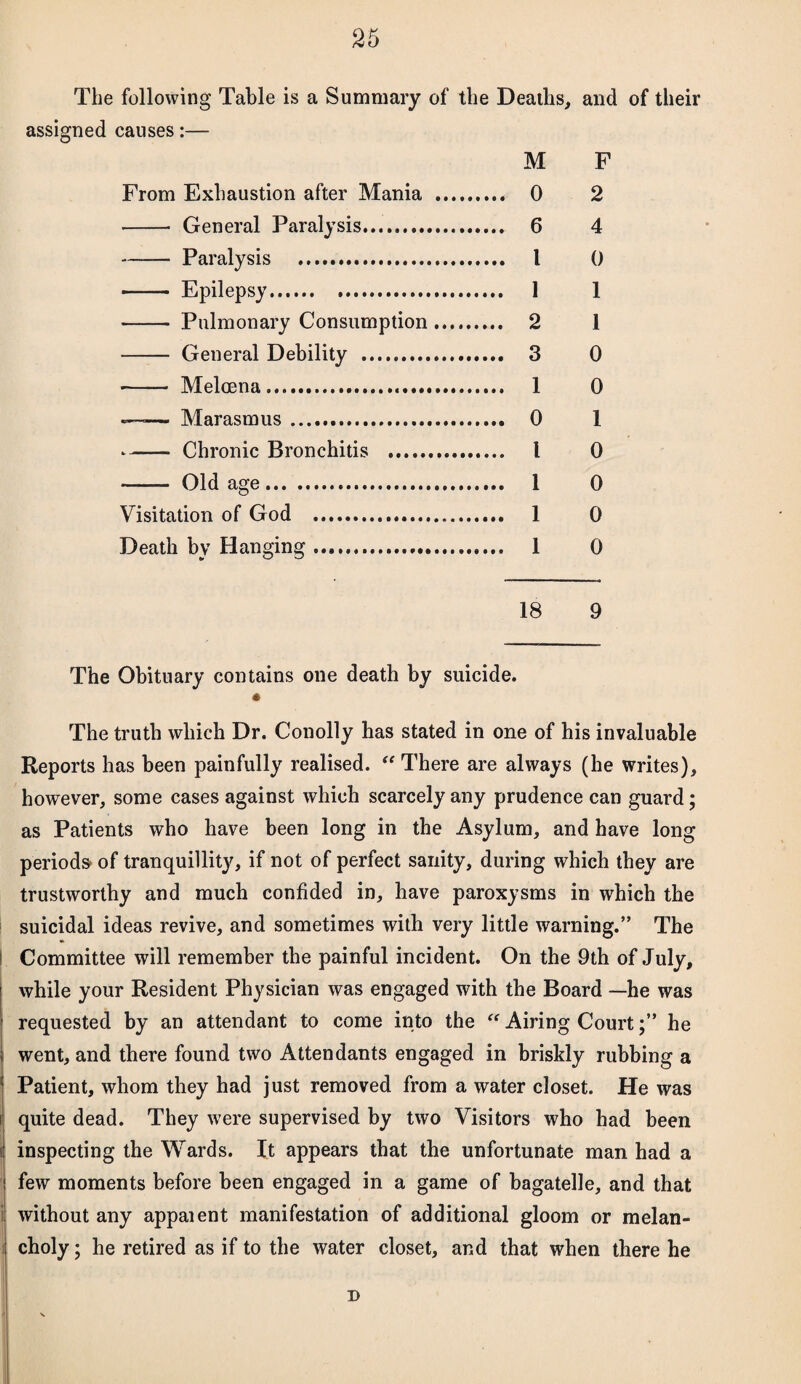 25
The following Table is a Summary of the Deaths, and of their
assigned causes :—
M F
From Exhaustion after Mania .......... 0 2
—— General Paralysis.................... 6 4
—— Paralysis .......................... 1 0
—— Epilepsy...... ...................... 1 1
—— Pulmonary Consumption .......... 2 1
—— General Debility ................... 3 0
—— Melœna ............................. 1 0
—— Marasmus ........................... 0 1
—— Chronic Bronchitis ................ 1 0
—— Old age ... ......................... 1 0
Visitation of God ........................ 1 0
Death by Hanging ........................ 1 0
18 9
The Obituary contains one death by suicide.
The truth which Dr. Conolly has stated in one of his invaluable
Reports has been painfully realised. “ There are always (he writes),
however, some cases against which scarcely any prudence can guard ;
as Patients who have been long in the Asylum, and have long
periods of tranquillity, if not of perfect sanity, during which they are
trustworthy and much confided in, have paroxysms in which the
suicidal ideas revive, and sometimes with very little warning.” The
Committee will remember the painful incident. On the 9th of July,
while your Resident Physician was engaged with the Board —he was
requested by an attendant to come into the “ Airing Court ;” he
went, and there found two Attendants engaged in briskly rubbing a
Patient, whom they had just removed from a water closet. He was
quite dead. They were supervised by two Visitors who had been
inspecting the Wards. It appears that the unfortunate man had a
few moments before been engaged in a game of bagatelle, and that
without any appaient manifestation of additional gloom or melan-
choly ; he retired as if to the water closet, and that when there he
D